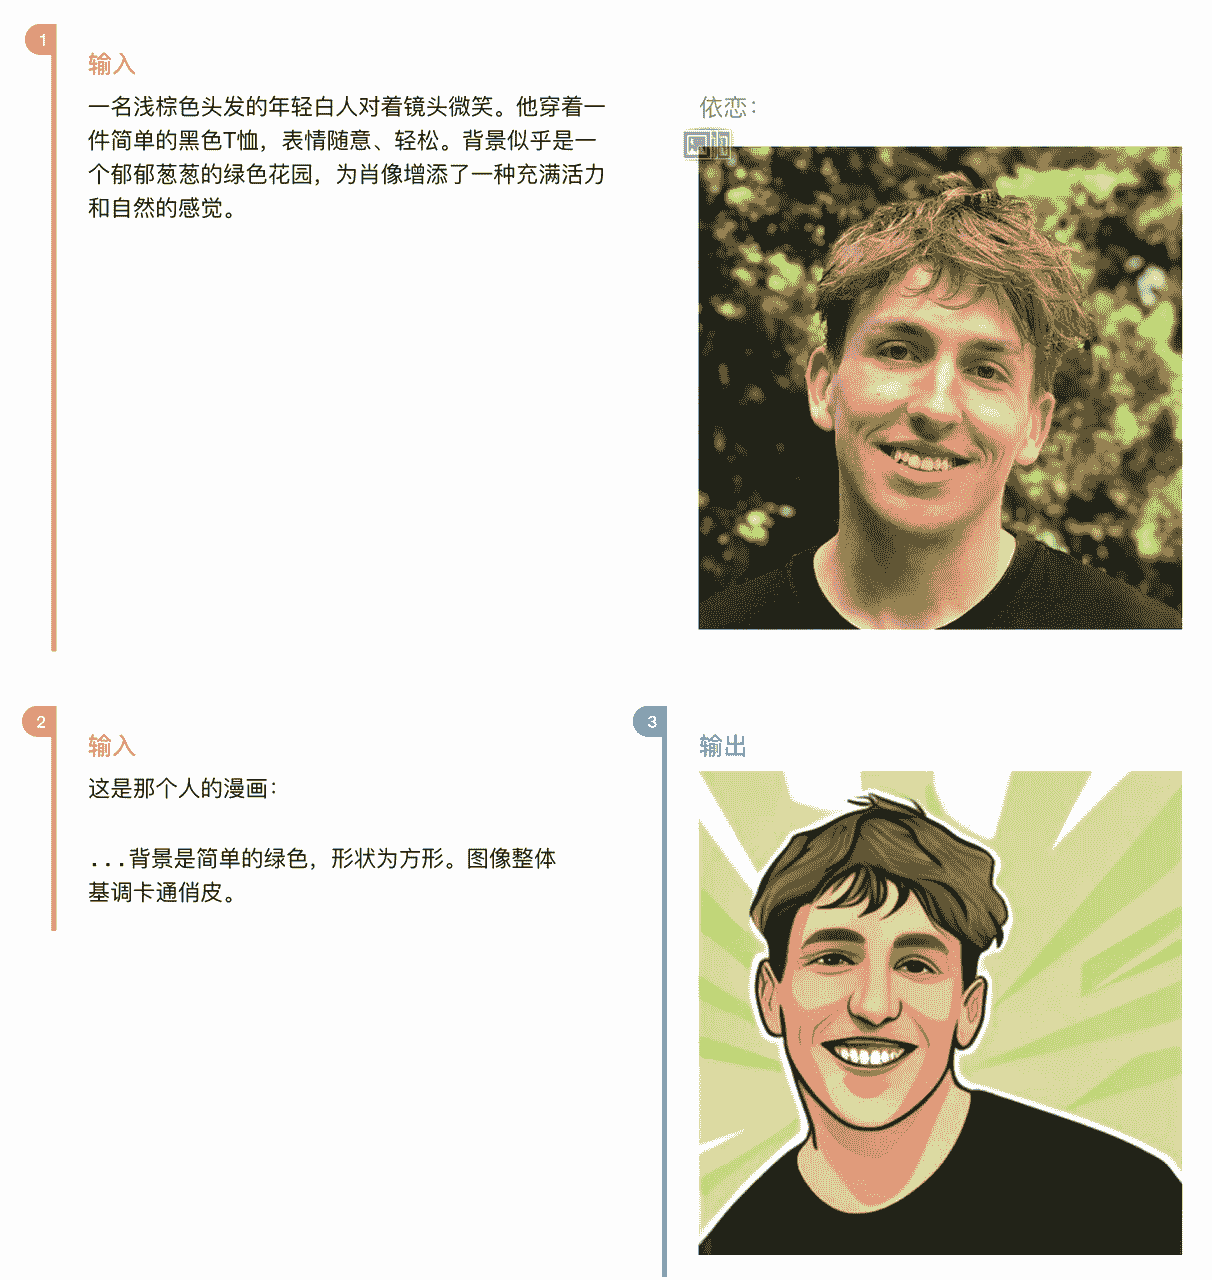 1
输入
一名浅棕色头发的年轻白人对着镜头微笑。他穿着一
件简单的黑色T恤，表情随意、轻松。背景似乎是一
个郁郁葱葱的绿色花园，为肖像增添了一种充满活力
和自然的感觉。
依恋：
2
输入
这是那个人的漫画：
...背景是简单的绿色，形状为方形。图像整体
基调卡通俏皮。
3
输出